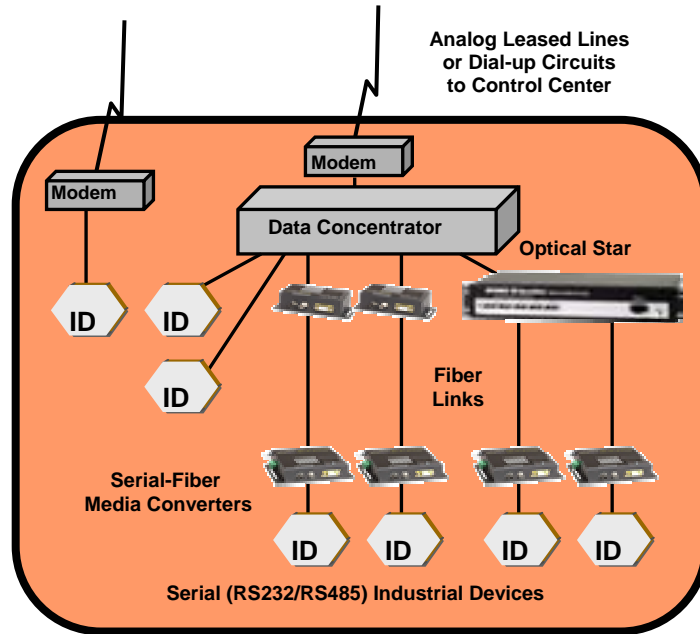 Analog Leased Lines
or Dial-up Circuits
to Control Center
Modem
Modem
Data Concentrator
Optical Star
ID
ID
ID
Fiber
Links
Serial-Fiber
Media Converters
ID
ID
ID
ID
Serial (RS232/RS485) Industrial Devices